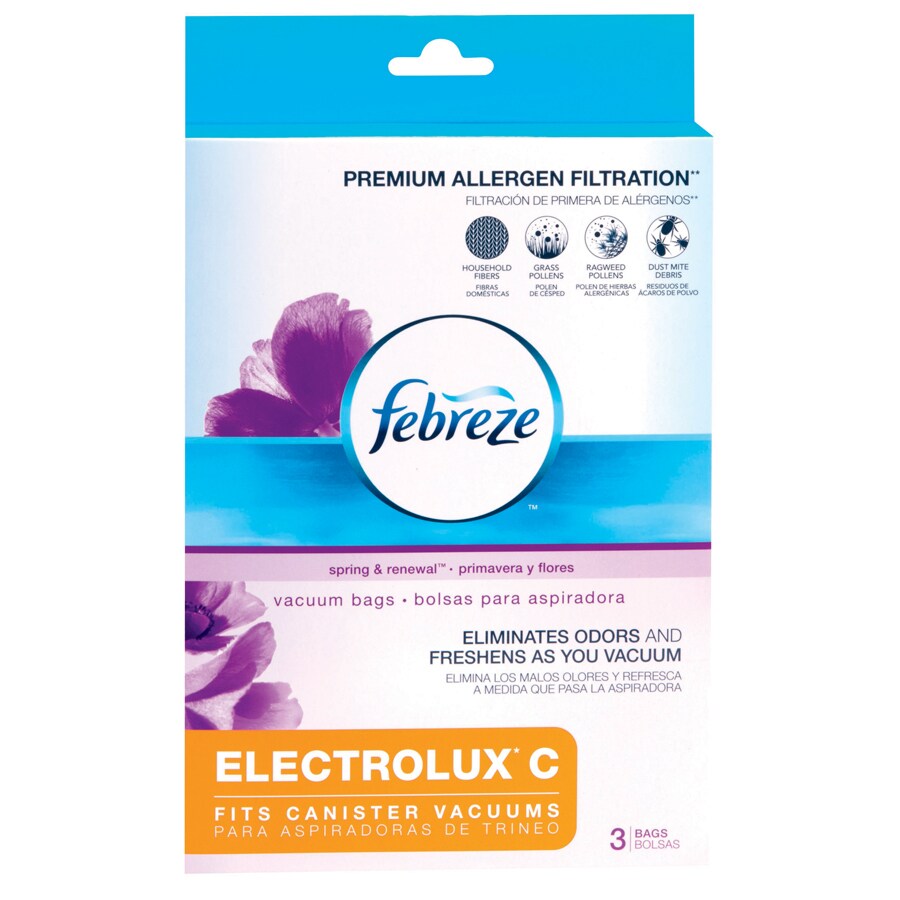 PREMIUM ALLERGEN FILTRATION**
FILTRACIÓN DE PRIMERA DE ALÉRGENOS**
HOUSEHOLD FIBERS
FIBRAS DOMÉSTICAS
GRASS POLLENS
POLEN DE CÉSPED
RAGWEED POLLENS
POLEN DE HIERBAS ALERGÉNICAS
DUST MITE DEBRIS
RESIDUOS DE ÁCAROS DE POLVO
febreze
TM
spring & renewal™ • primavera y flores
vacuum bags • bolsas para aspiradora
ELIMINATES ODORS AND
FRESHENS AS YOU VACUUM
ELIMINA LOS MALOS OLORES Y REFRESCA
A MEDIDA QUE PASA LA ASPIRADORA
ELECTROLUX* C
FITS CANISTER VACUUMS
PARA ASPIRADORAS DE TRINEO
3 BAGS
BOLSAS